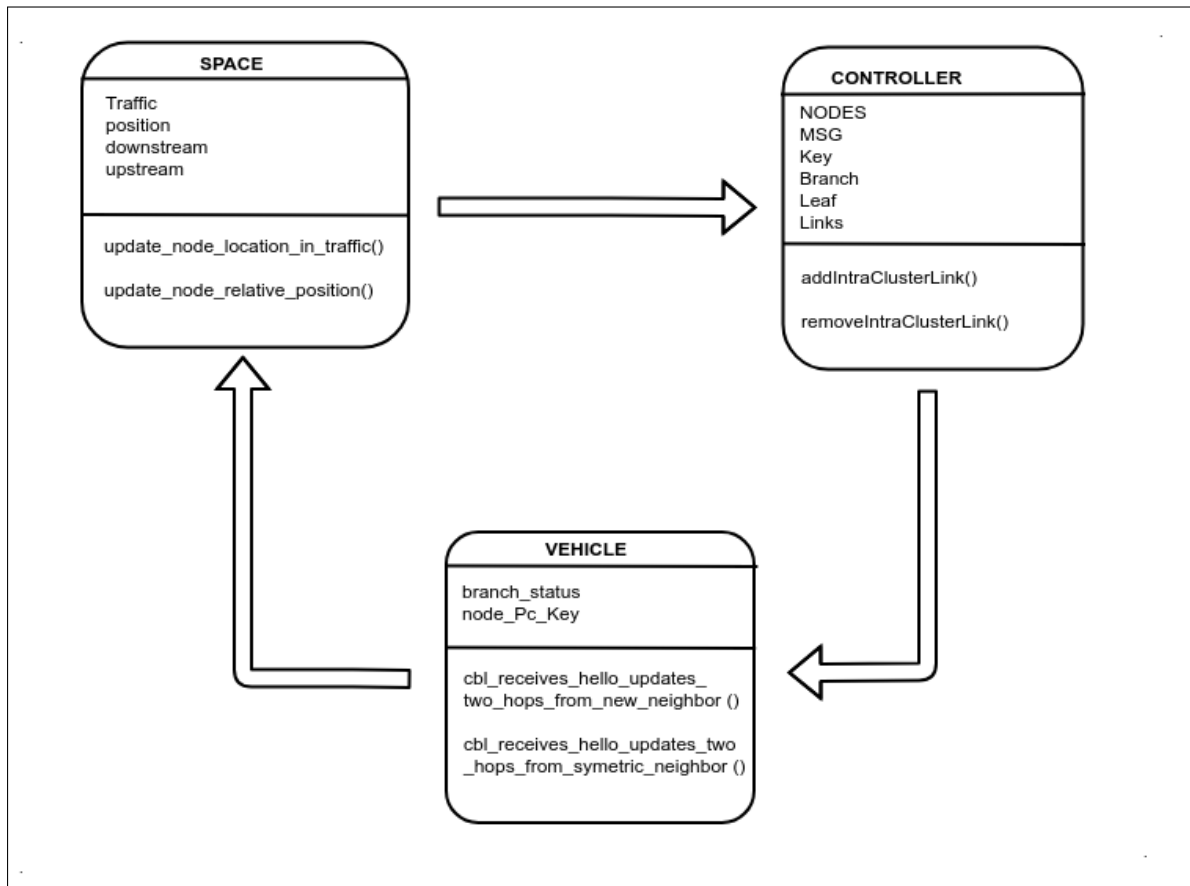 SPACE
Traffic
position
downstream
upstream
update_node_location_in_traffic()
update_node_relative_position()
CONTROLLER
NODES
MSG
Key
Branch
Leaf
Links
addIntraClusterLink()
removeIntraClusterLink()
VEHICLE
branch_status
node_Pc_Key
cbl_receives_hello_updates_
two_hops_from_new_neighbor ()
cbl_receives_hello_updates_two
_hops_from_symetric_neighbor ()